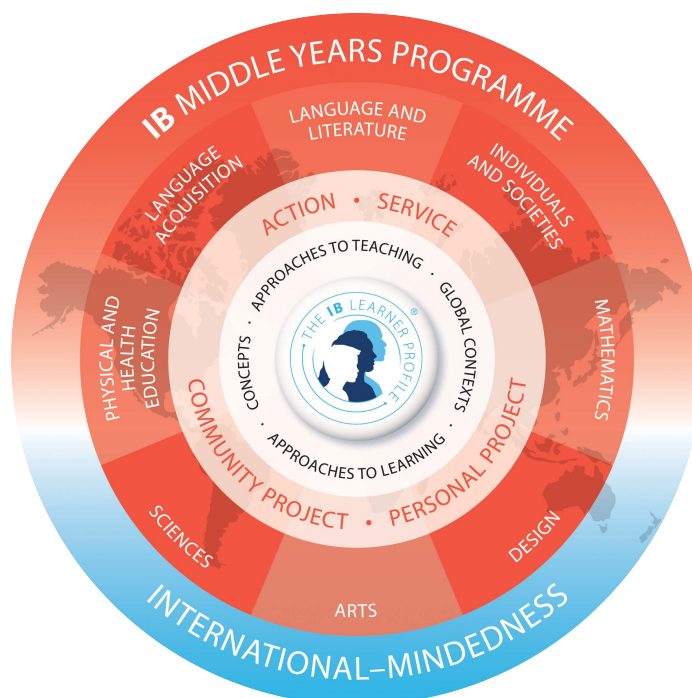 IB MIDDLE YEARS PROGRAMME
LANGUAGE AND
LITERATURE
INDIVIDUALS
AND SOCIETIES
MATHEMATICS
DESIGN
ARTS
SCIENCES
PHYSICAL AND
HEALTH
EDUCATION
LANGUAGE
ACQUISITION
ACTION • SERVICE
PERSONAL PROJECT • COMMUNITY PROJECT •
APPROACHES TO TEACHING •
GLOBAL CONTEXTS •
APPROACHES TO LEARNING •
CONCEPTS •
THE IB LEARNER PROFILE ®
INTERNATIONAL–MINDEDNESS